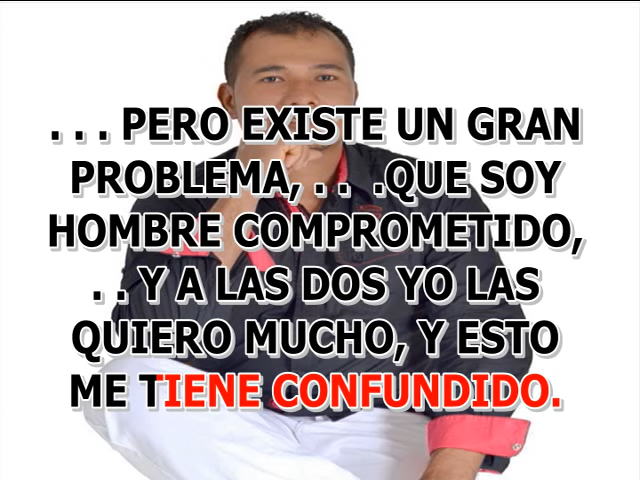 . . . PERO EXISTE UN GRAN
PROBLEMA, . . .QUE SOY
HOMBRE COMPROMETIDO,
. . Y A LAS DOS YO LAS
QUIERO MUCHO, Y ESTO
ME TIENE CONFUNDIDO.